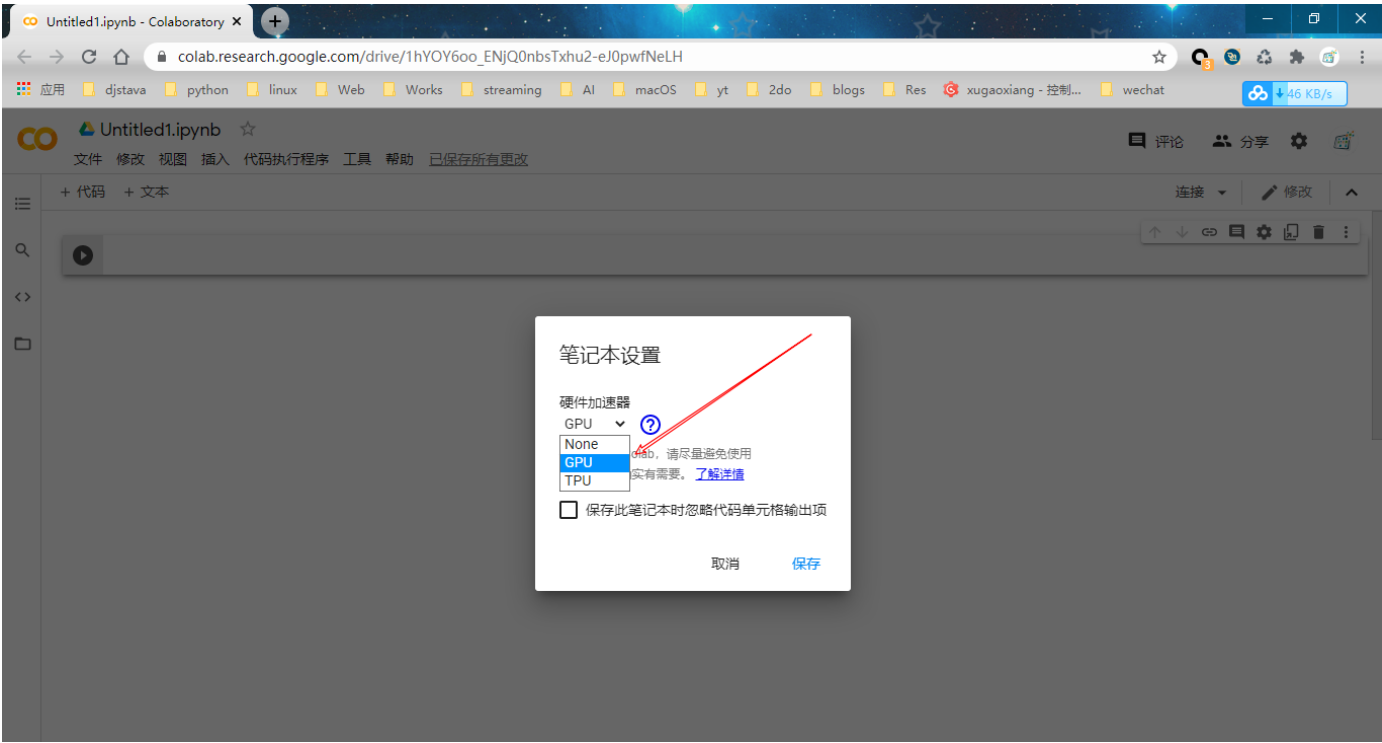 Untitled1.ipynb - Colaboratory
colab.research.google.com/drive/1hYOY6oo_ENjQ0nbsTxhu2-eJ0pwfNeLH
3
应用 djstava python linux Web Works streaming AI macOS yt 2do blogs Res xugaoxiang - 控制... wechat
46 KB/s
Untitled1.ipynb
评论 分享
文件 修改 视图 插入 代码执行程序 工具 帮助 已保存所有更改
+ 代码 + 文本
连接 修改
笔记本设置
硬件加速器
GPU
None
GPU
TPU
olab，请尽量避免使用
实有需要。 了解详情
保存此笔记本时忽略代码单元格输出项
取消 保存